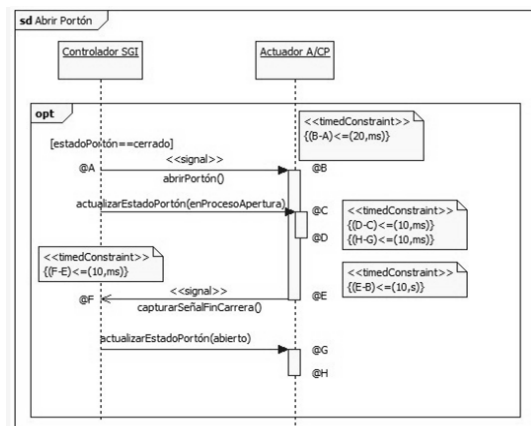 sd Abrir Portón
Controlador SGI
Actuador A/CP
opt
<<timedConstraint>>
{(B-A)<=(20,ms)}
[estadoPortón==cerrado]
<<signal>>
@A
@B
abrirPortón()
actualizarEstadoPortón(enProcesoApertura)
@C
<<timedConstraint>>
{(D-C)<=(10,ms)}
{(H-G)<=(10,ms)}
@D
<<timedConstraint>>
{(F-E)<=(10,ms)}
<<timedConstraint>>
{(E-B)<=(10,s)}
<<signal>>
@F
@E
capturarSeñalFinCarrera()
actualizarEstadoPortón(abierto)
@G
@H